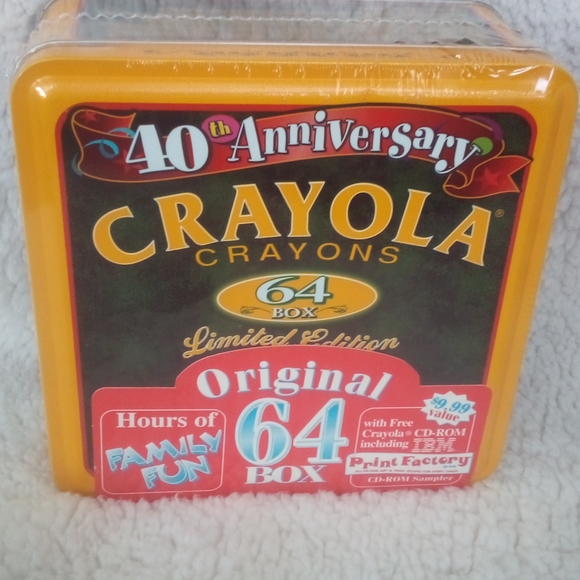 40th Anniversary
CRAYOLA®
CRAYONS
64
BOX
Limited Edition
Original
64
BOX
Hours of
FAMILY
FUN
$9.99
value
with Free
Crayola® CD-ROM
including IBM
Print Factory
CD-ROM Sampler